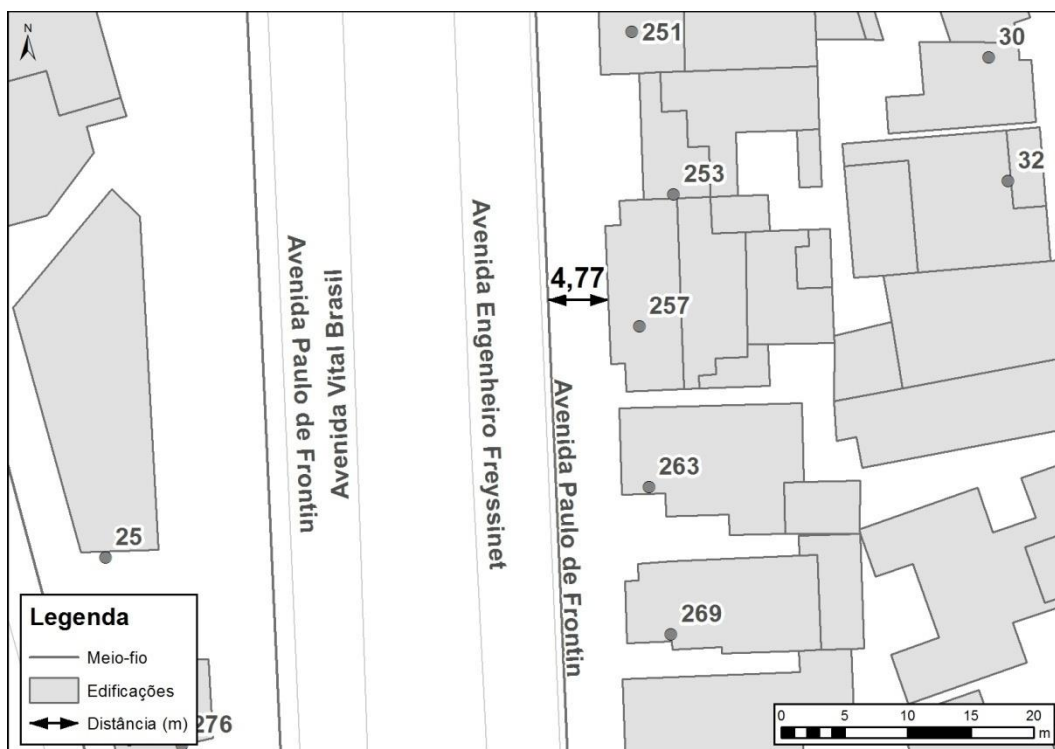 N
251
30
253
32
Avenida Paulo de Frontin
Avenida Vital Brasil
Avenida Engenheiro Freyssinet
4,77
257
Avenida Paulo de Frontin
263
25
269
276
Legenda
Meio-fio
Edificações
Distância (m)
0 5 10 15 20
m